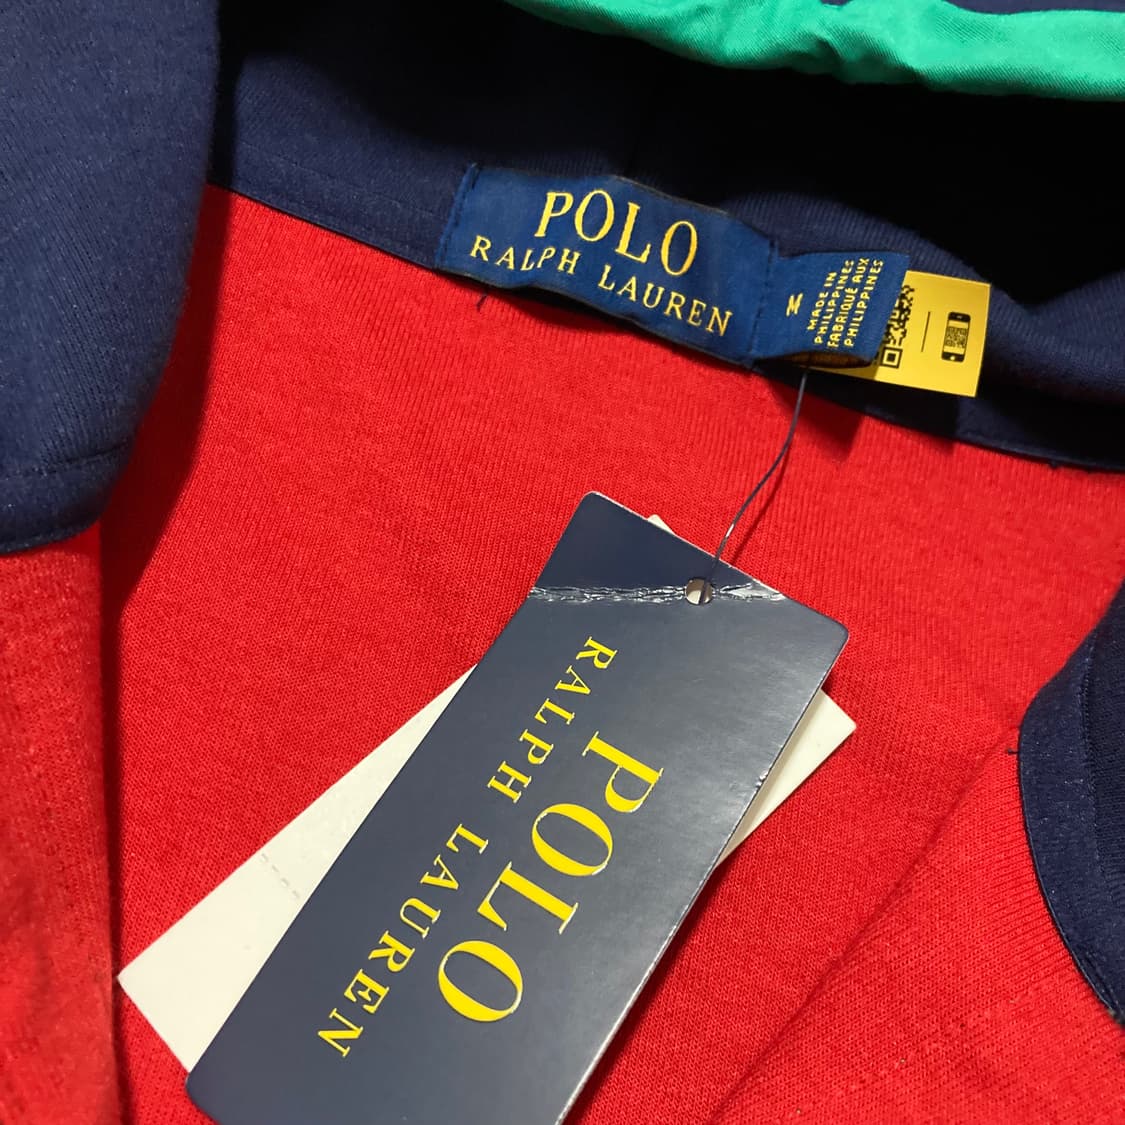 POLO
RALPH LAUREN
M
MADE IN
PHILIPPINES
FABRIQUÉ AUX
PHILIPPINES
POLO
RALPH LAUREN